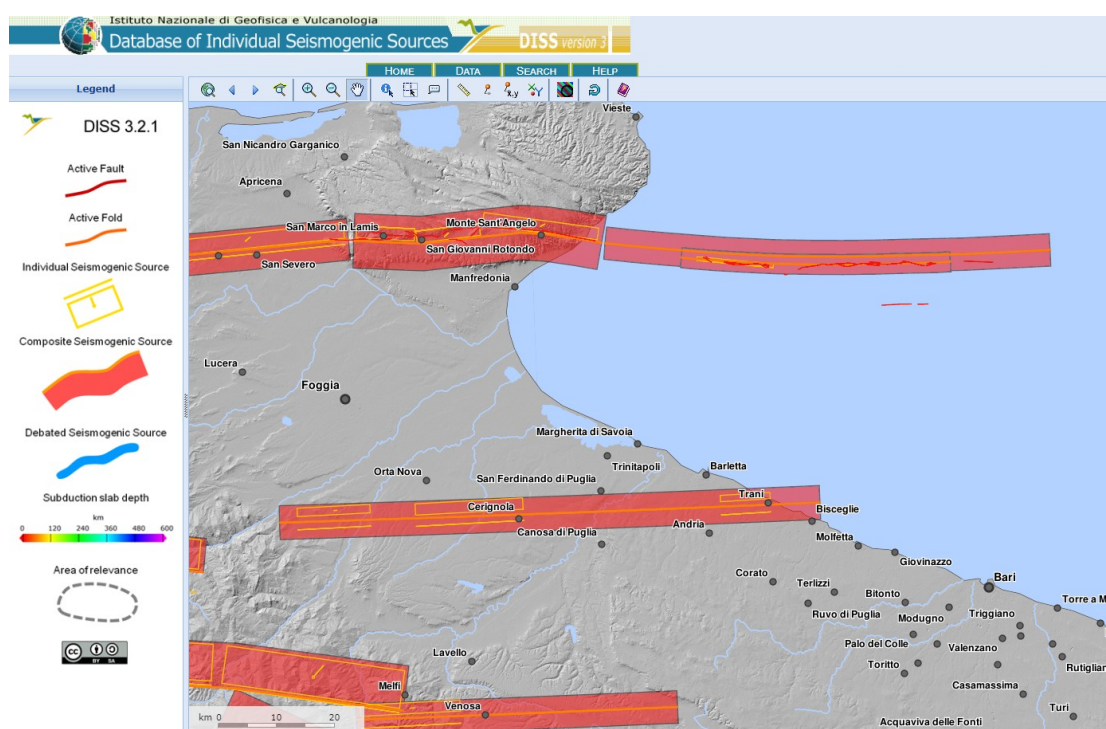 Istituto Nazionale di Geofisica e Vulcanologia
Database of Individual Seismogenic Sources
DISS version 3
HOME DATA SEARCH HELP
Legend
x,y
DISS 3.2.1
Active Fault
Active Fold
Individual Seismogenic Source
Composite Seismogenic Source
Debated Seismogenic Source
Subduction slab depth
km
0 120 240 360 480 600
Area of relevance
cc
BY SA
Vieste
San Nicandro Garganico
Apricena
San Marco in Lamis
Monte Sant'Angelo
San Giovanni Rotondo
San Severo
Manfredonia
Lucera
Foggia
Margherita di Savoia
Trinitapoli
Barletta
Orta Nova
San Ferdinando di Puglia
Trani
Cerignola
Bisceglie
Andria
Canosa di Puglia
Molfetta
Giovinazzo
Corato
Bari
Terlizzi
Bitonto
Torre a M
Ruvo di Puglia
Modugno
Triggiano
Palo del Colle
Valenzano
Lavello
Toritto
Rutiglian
Melfi
Casamassima
Venosa
Turi
km 0 10 20
Acquaviva delle Fonti